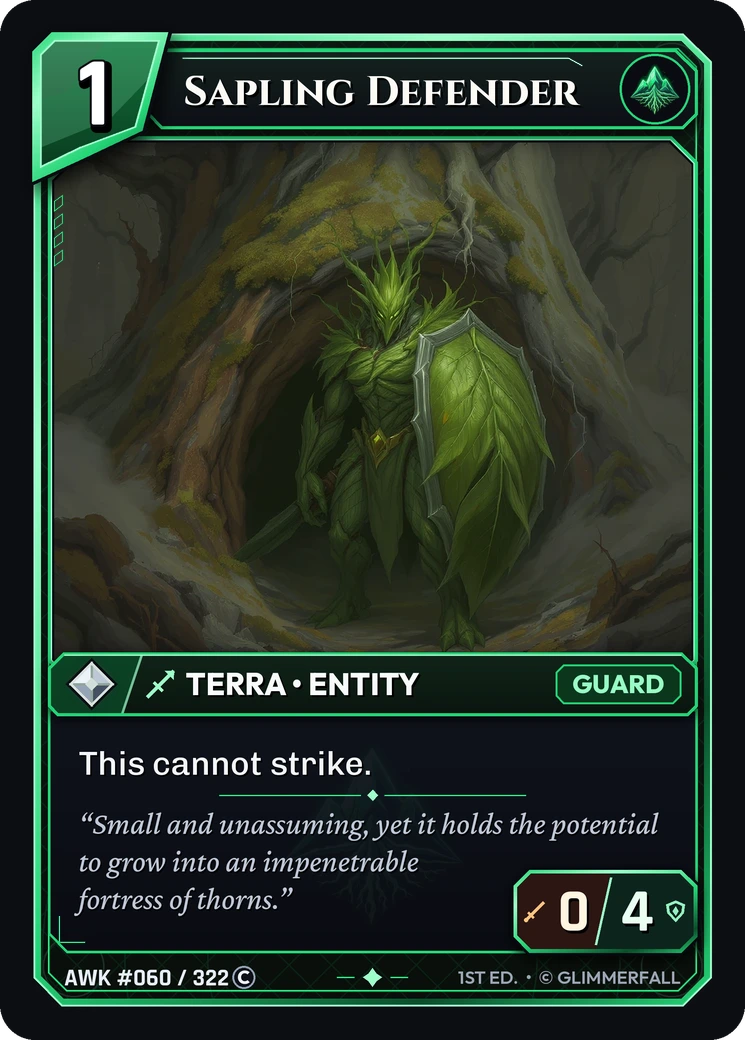 1
SAPLING DEFENDER
TERRA • ENTITY
GUARD
This cannot strike.
“Small and unassuming, yet it holds the potential
to grow into an impenetrable
fortress of thorns.”
0/4
AWK #060 / 322 Ⓒ
1ST ED. • © GLIMMERFALL